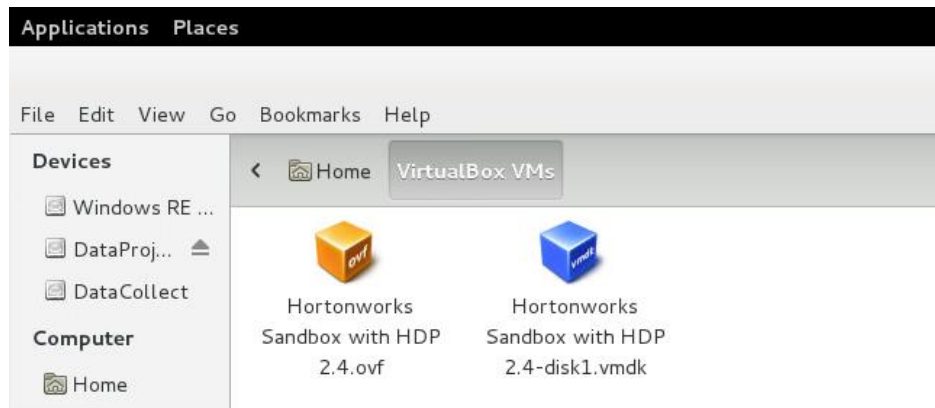 Applications Places
File Edit View Go Bookmarks Help
Devices
Windows RE ...
DataProj...
DataCollect
Computer
Home
< Home VirtualBox VMs
ovf
Hortonworks
Sandbox with HDP
2.4.ovf
vmdk
Hortonworks
Sandbox with HDP
2.4-disk1.vmdk